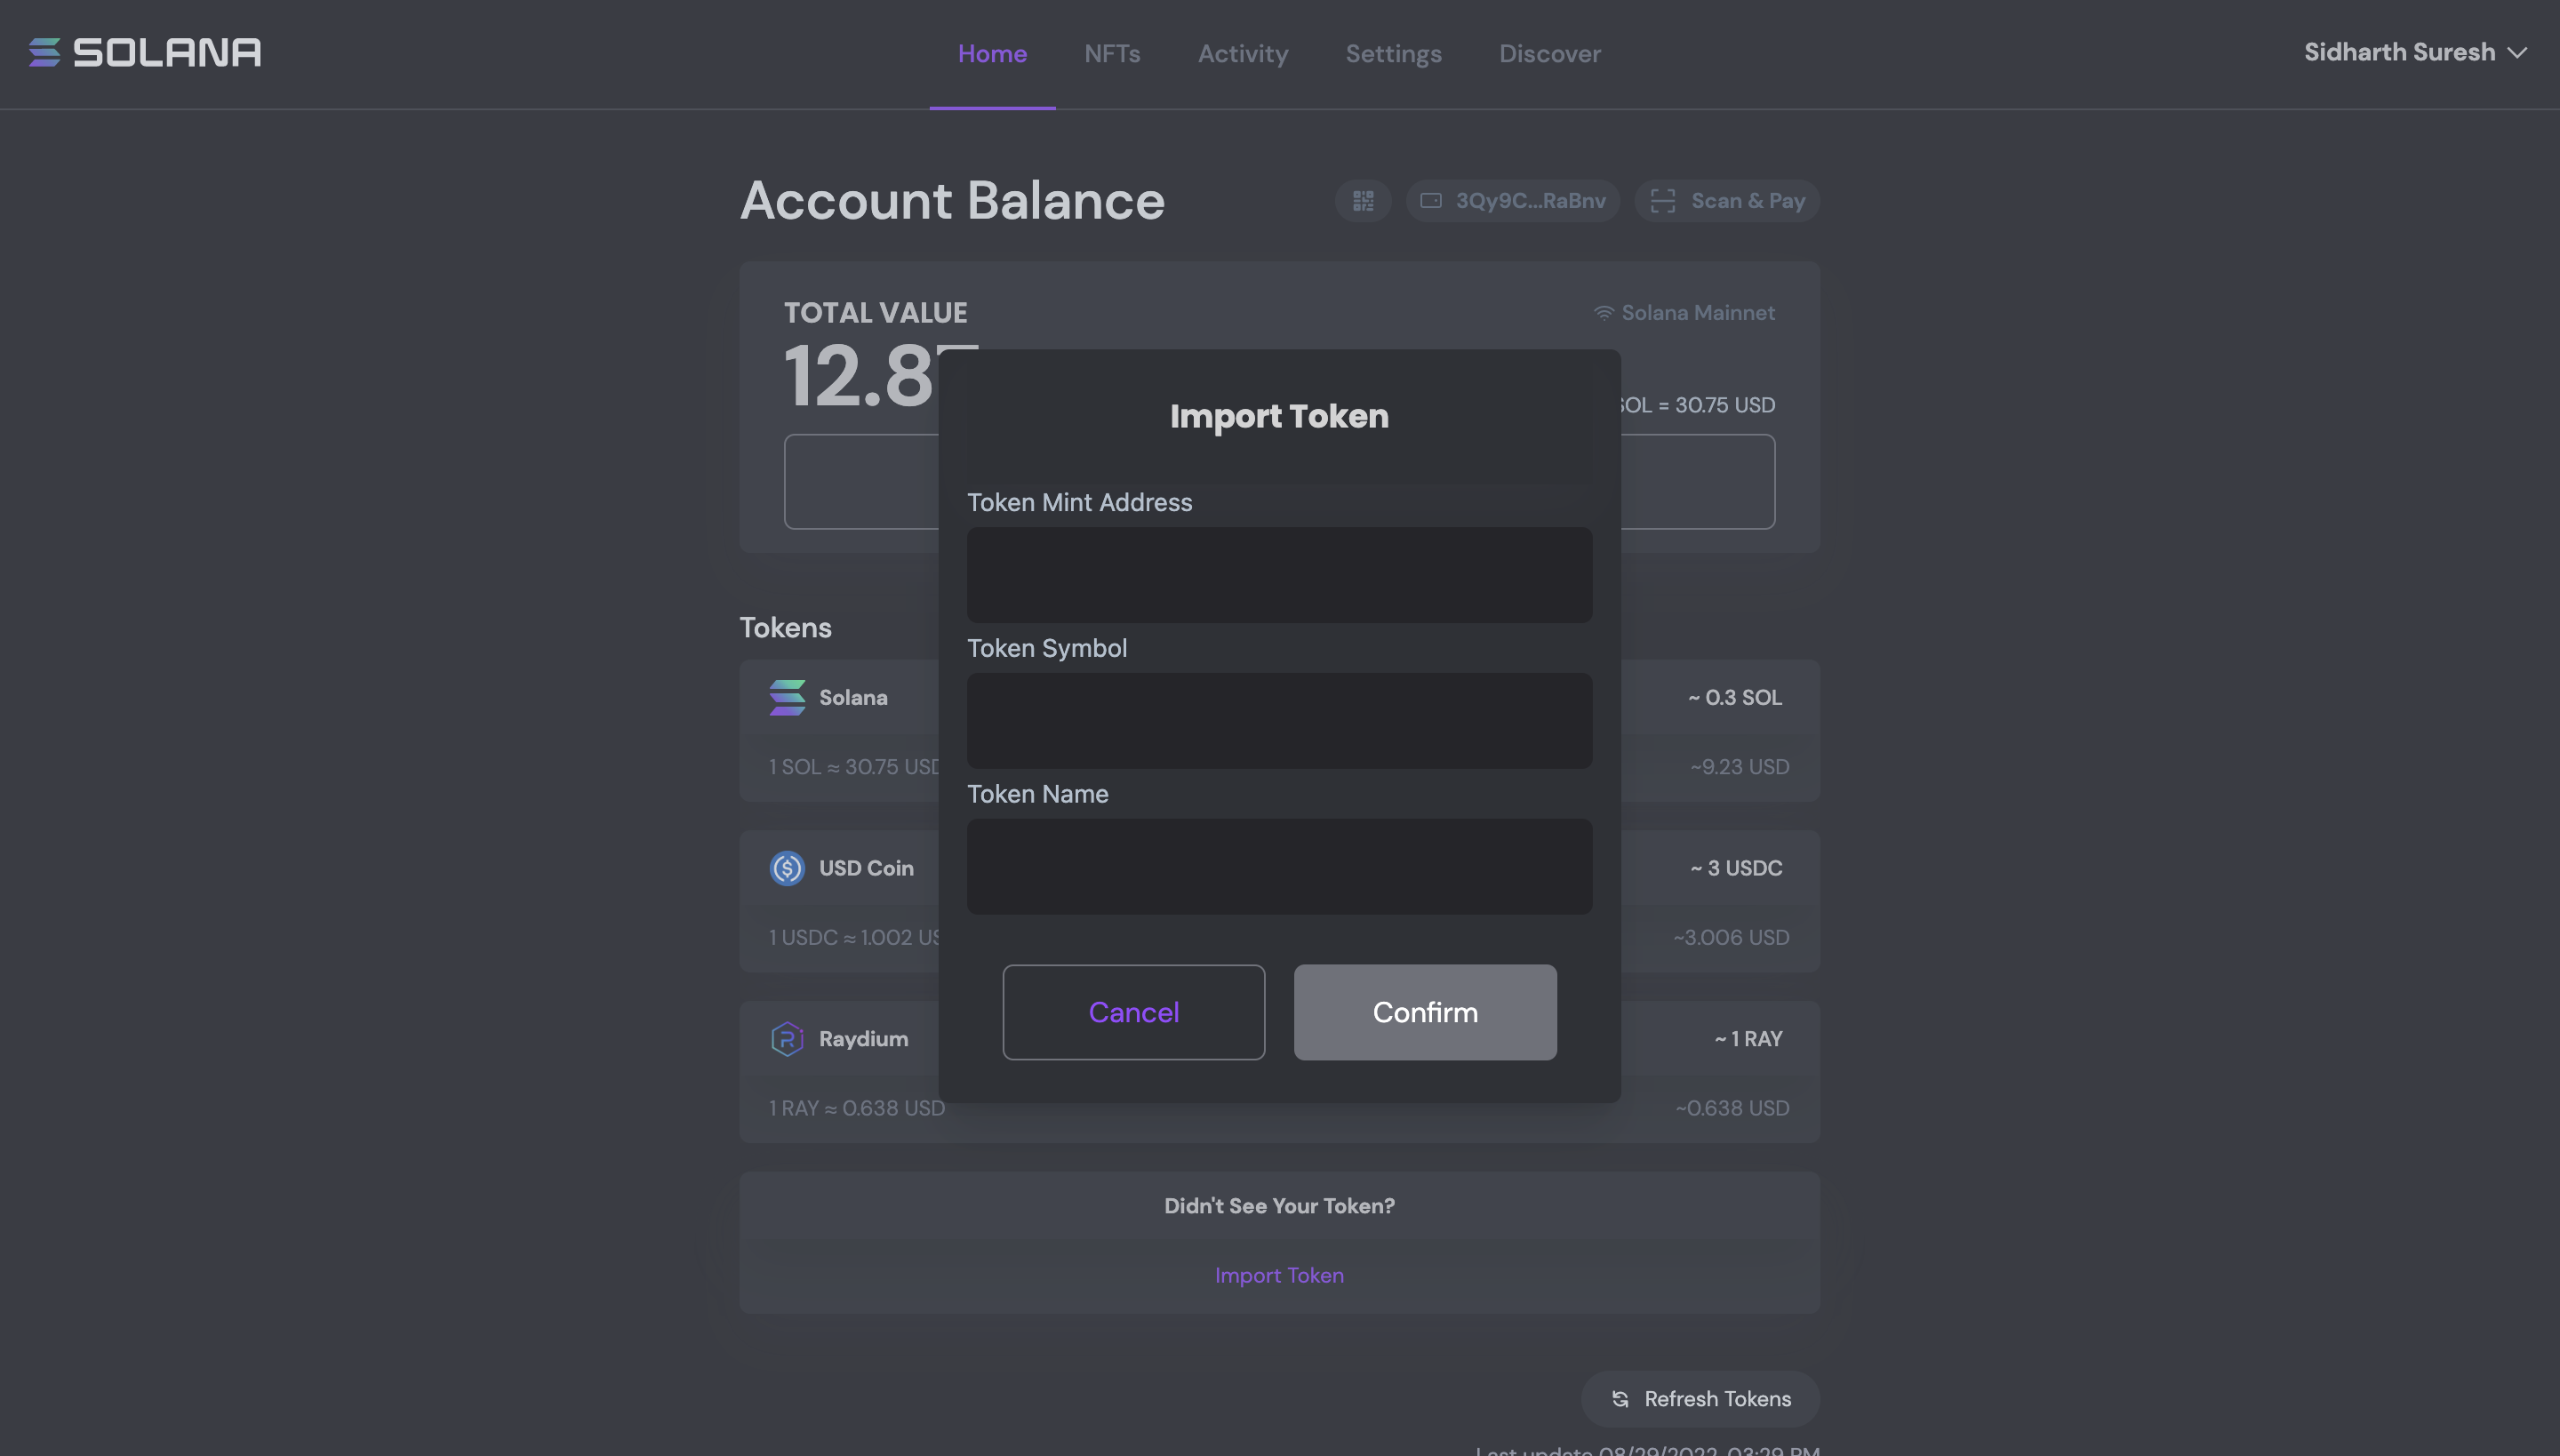 SOLANA
Home NFTs Activity Settings Discover
Sidharth Suresh
Account Balance
3Qy9C...RaBnv
Scan & Pay
TOTAL VALUE
Solana Mainnet
12.8
SOL = 30.75 USD
Import Token
Token Mint Address
Token Symbol
Token Name
Cancel
Confirm
Tokens
Solana
~ 0.3 SOL
1 SOL ≈ 30.75 USD
~9.23 USD
USD Coin
~ 3 USDC
1 USDC ≈ 1.002 US
~3.006 USD
Raydium
~ 1 RAY
1 RAY ≈ 0.638 USD
~0.638 USD
Didn't See Your Token?
Import Token
Refresh Tokens
Last update 08/29/2022, 03:29 PM